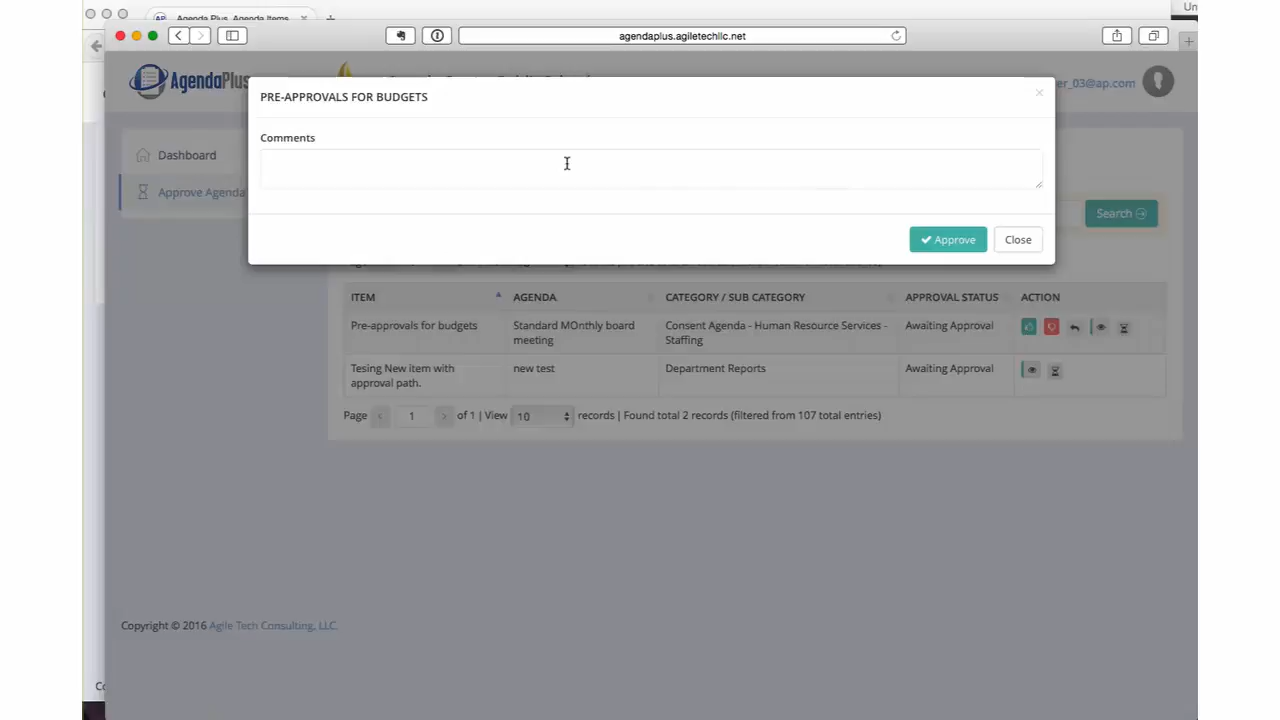 Un
Agenda Plus, Agenda Items
agendaplus.agiletechllc.net
AgendaPlus
er_03@ap.com
PRE-APPROVALS FOR BUDGETS
Comments
Approve
Close
Dashboard
Approve Agenda
Search
ITEM
AGENDA
CATEGORY / SUB CATEGORY
APPROVAL STATUS
ACTION
Pre-approvals for budgets
Standard MOnthly board
meeting
Consent Agenda - Human Resource Services -
Staffing
Awaiting Approval
Tesing New item with
approval path.
new test
Department Reports
Awaiting Approval
Page 1 of 1 | View 10 records | Found total 2 records (filtered from 107 total entries)
Copyright © 2016 Agile Tech Consulting, LLC.
Co